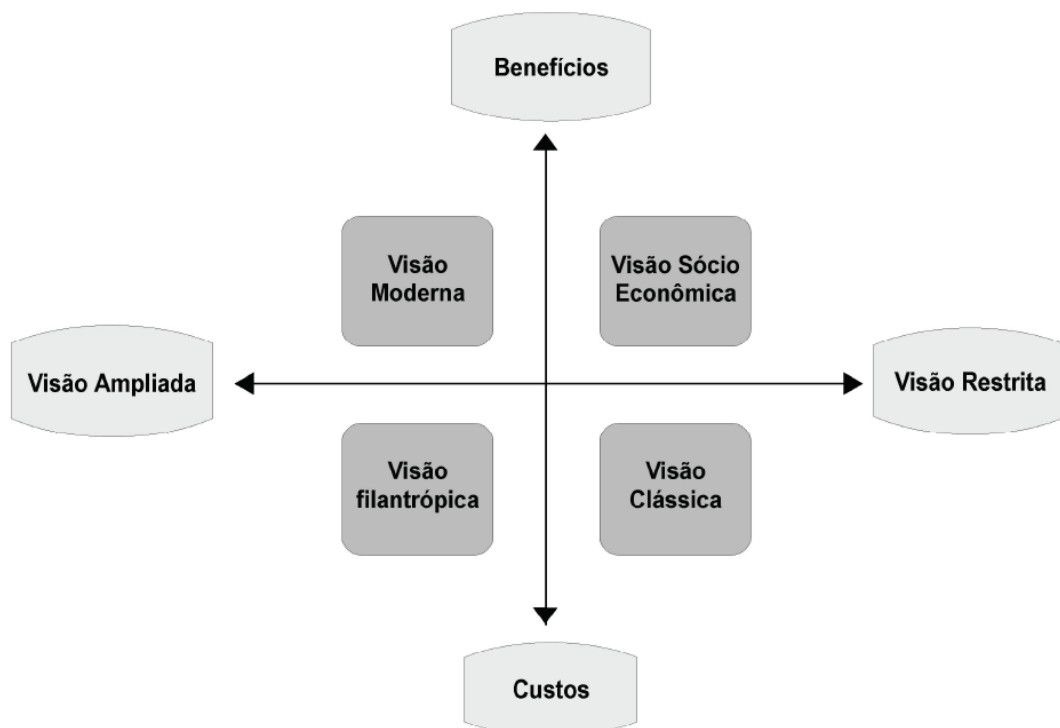 Benefícios
Visão
Moderna
Visão Sócio
Econômica
Visão Ampliada
Visão Restrita
Visão
filantrópica
Visão
Clássica
Custos